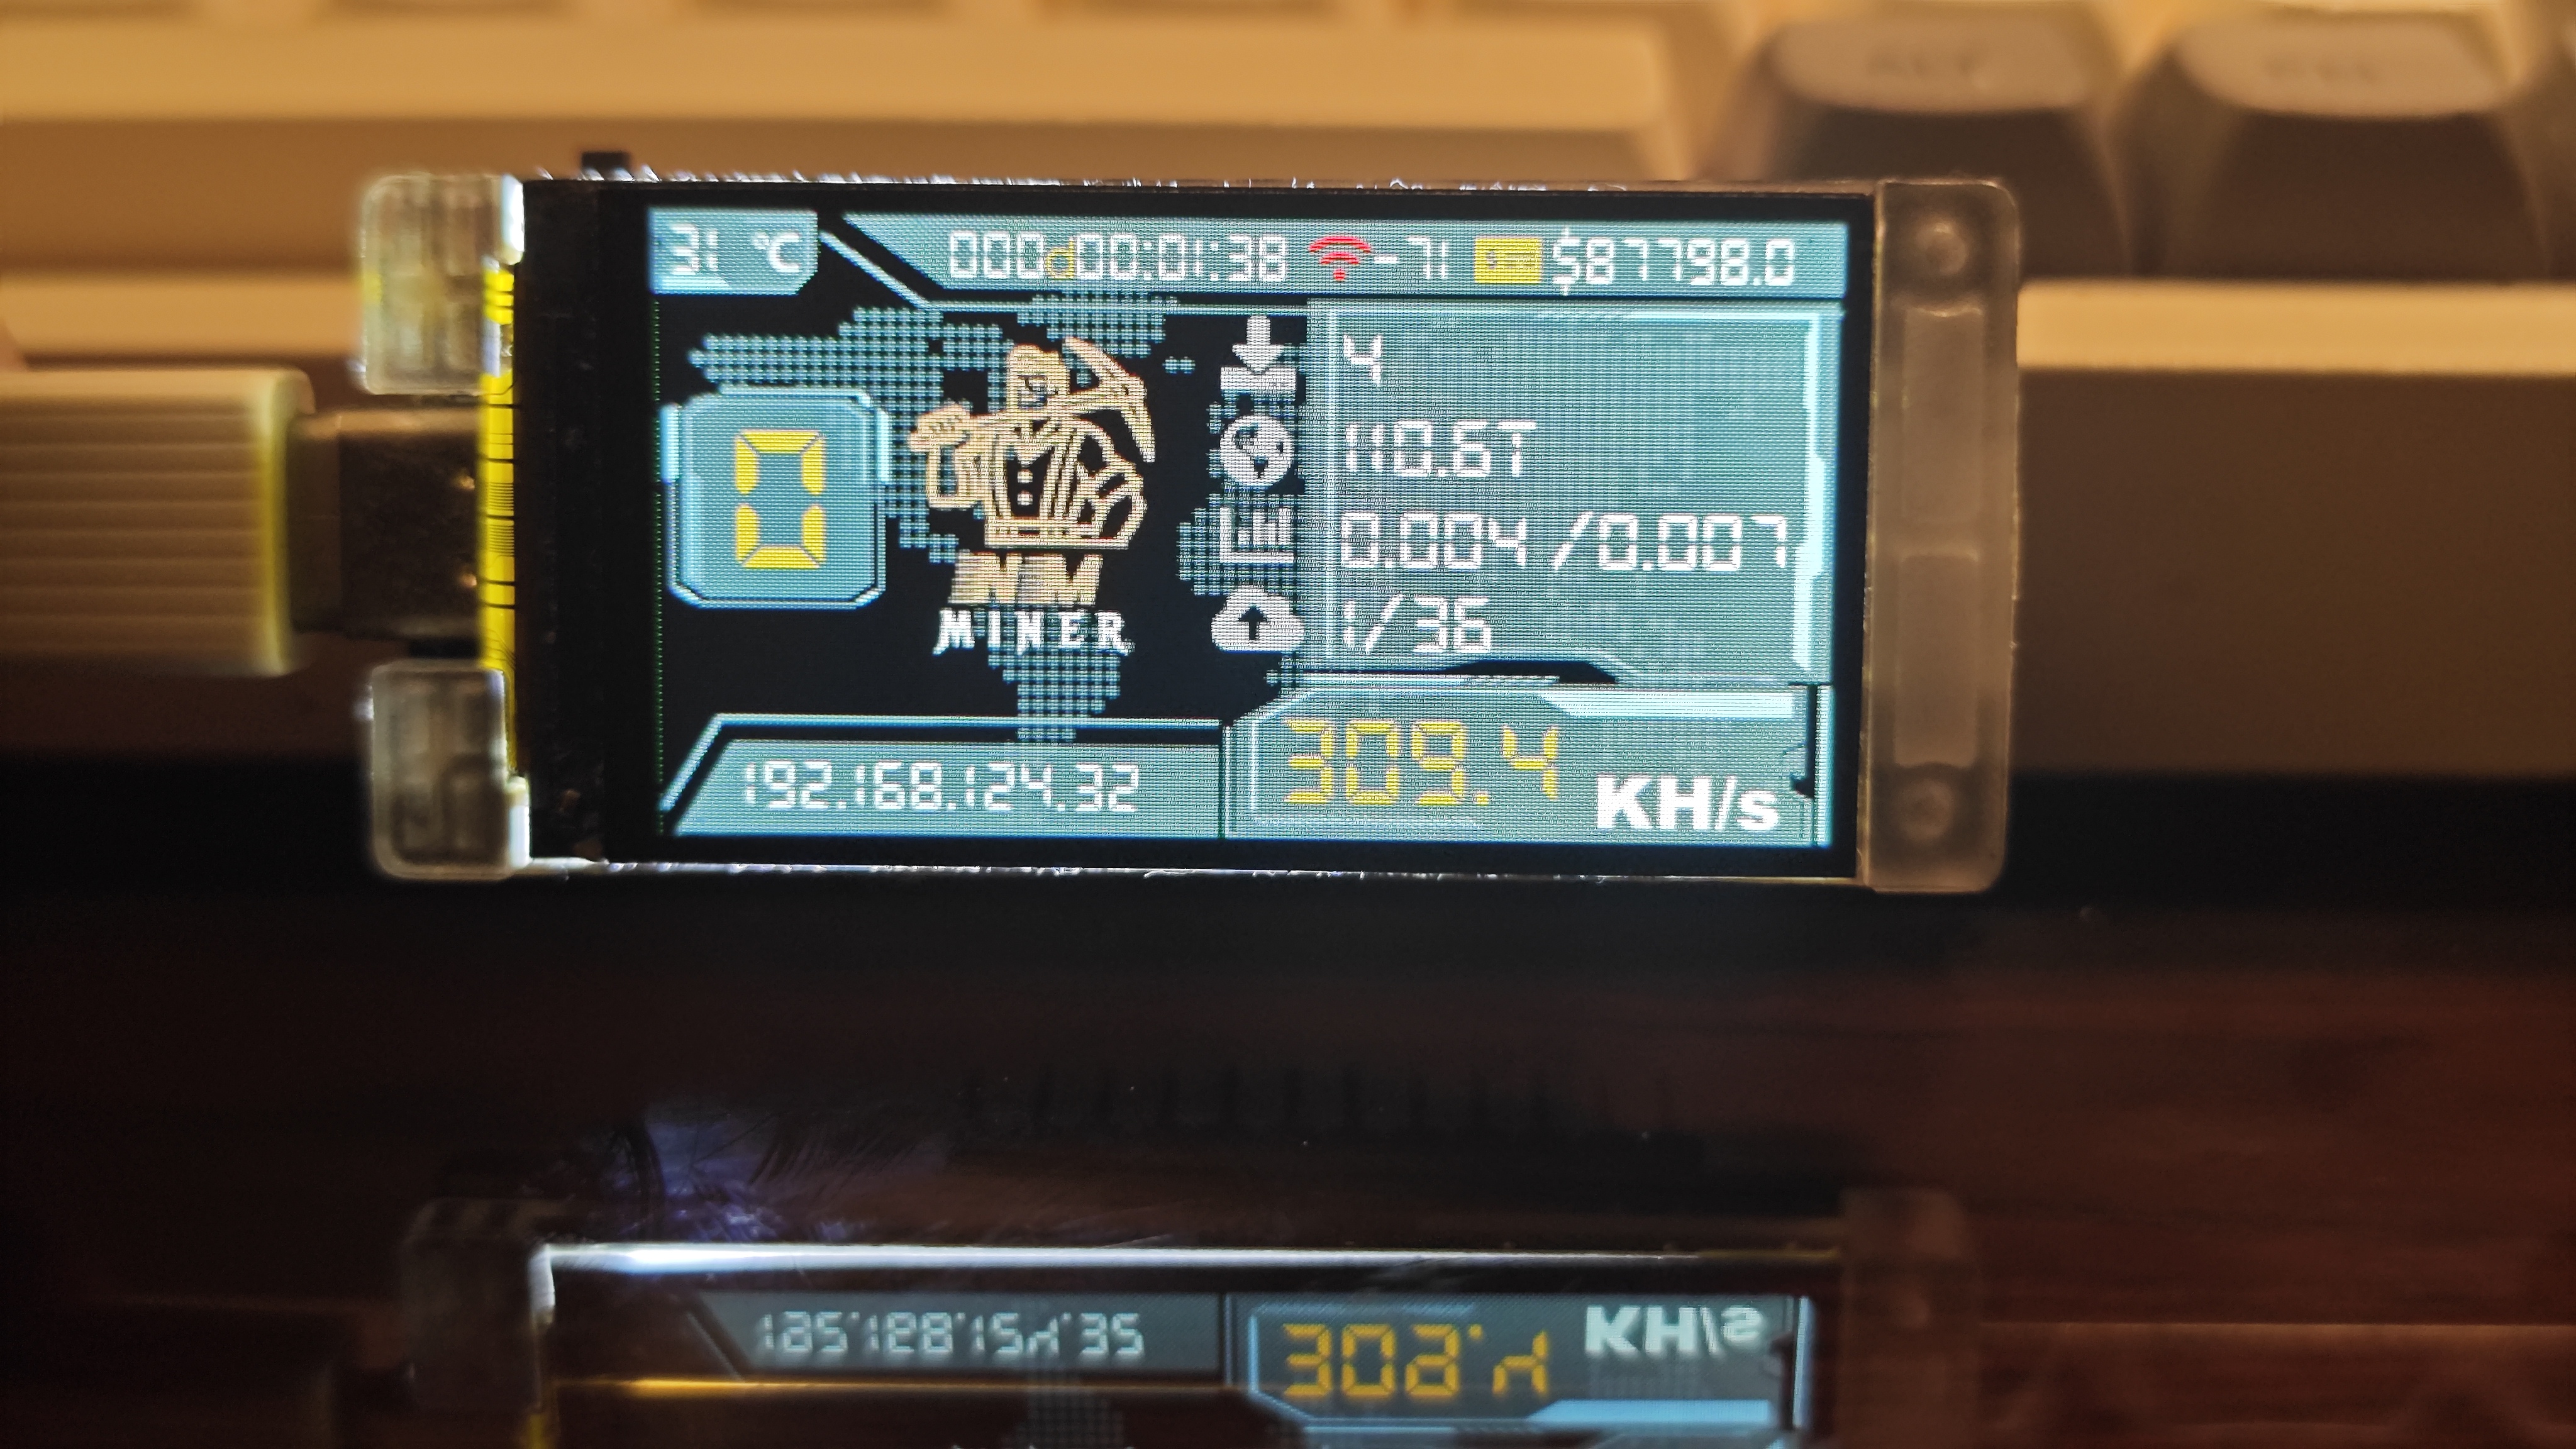 31 °C
000d00:01:38 -71 $87798.0
4
110.6T
0.004 /0.007
1/36
0
NM
MINER
192.168.124.32
309.4 KH/s